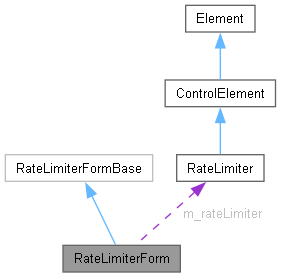 Element
ControlElement
RateLimiterFormBase
RateLimiter
m_rateLimiter
RateLimiterForm